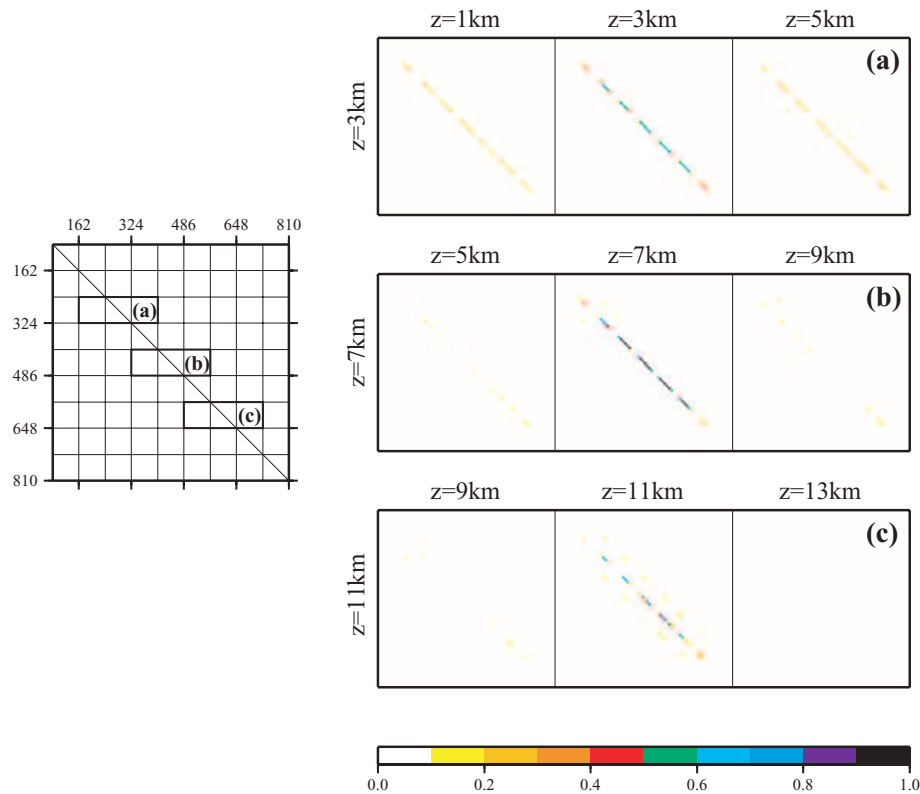 z=1km z=3km z=5km
(a)
z=3km
162 324 486 648 810
162
324
486
648
810
(a)
(b)
(c)
z=5km z=7km z=9km
(b)
z=7km
z=9km z=11km z=13km
(c)
z=11km
0.0 0.2 0.4 0.6 0.8 1.0